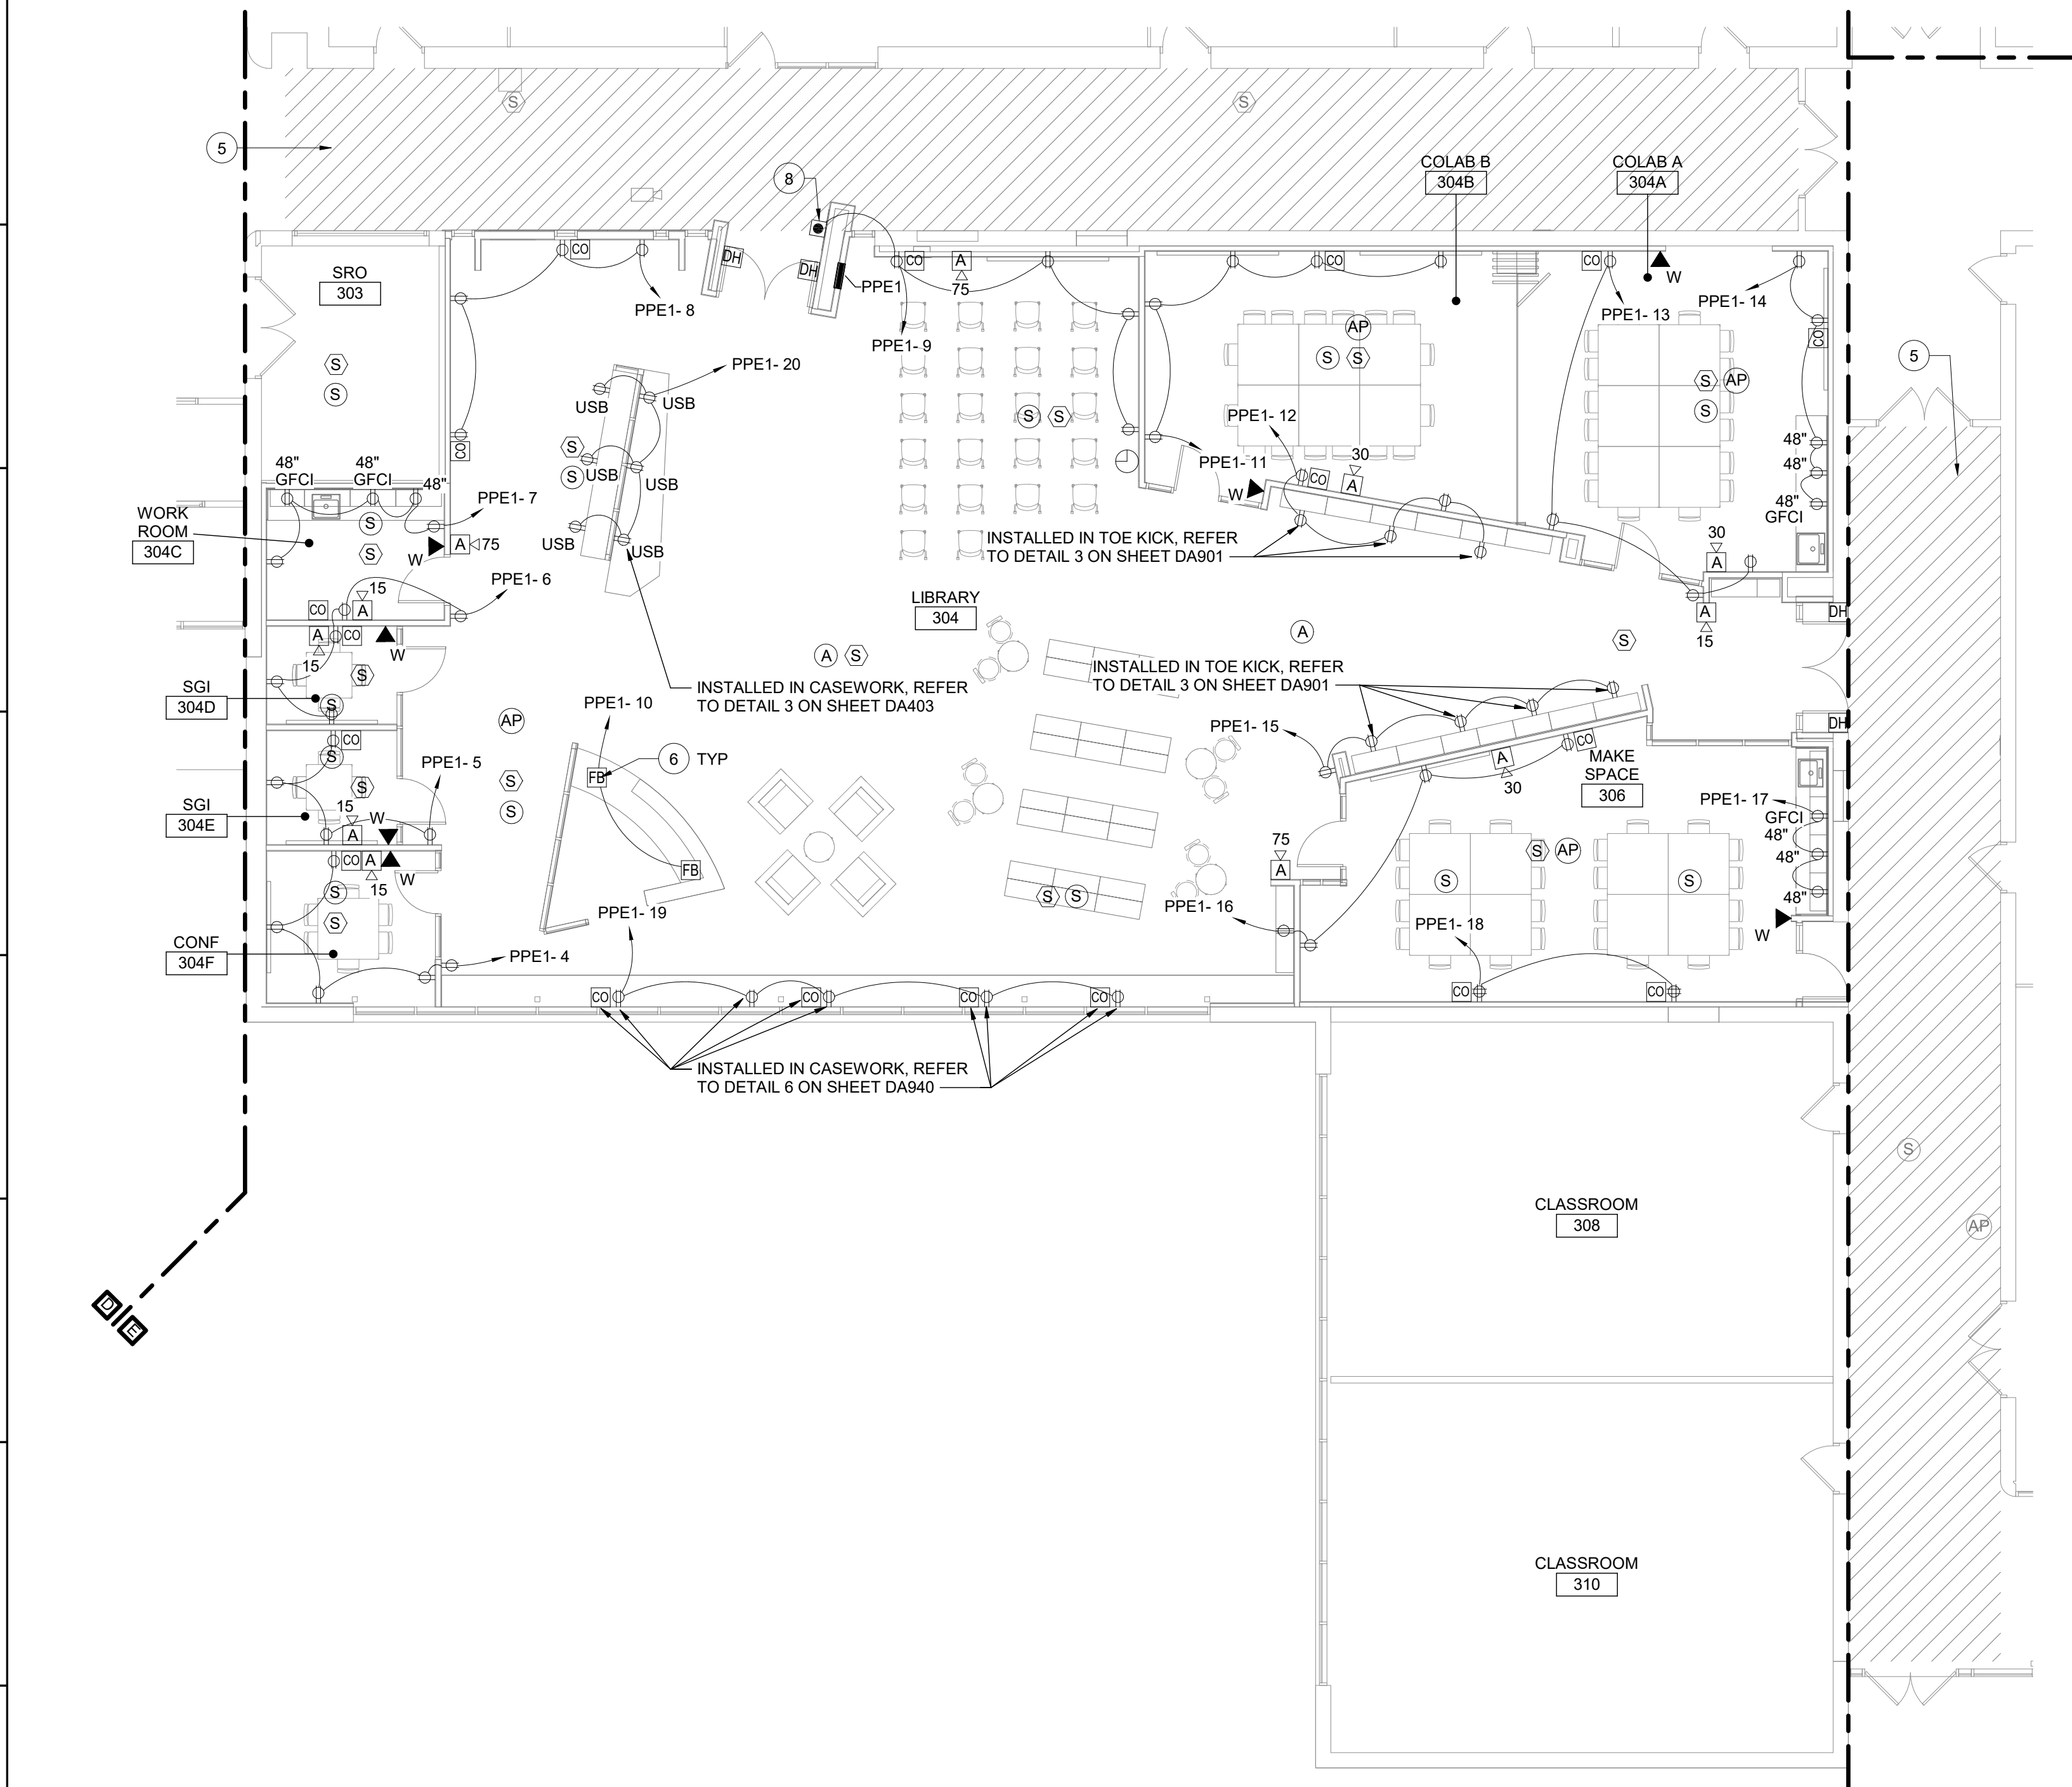 S
S
5
8
COLAB B
304B
COLAB A
304A
SRO
303
CO
DH
DH
PPE1
CO
A
75
CO
CO
W
PPE1- 8
PPE1- 9
PPE1- 13
PPE1- 14
CO
5
AP
S
S
S
AP
S
S
S
PPE1- 20
USB
USB
S
S
USB
USB
USB
USB
S
S
PPE1- 12
PPE1- 11
CO
30
A
W
48"
48"
48"
GFCI
CO
48"
GFCI
48"
GFCI
48"
PPE1- 7
WORK
ROOM
304C
S
S
W
A
75
INSTALLED IN TOE KICK, REFER
TO DETAIL 3 ON SHEET DA901
30
A
PPE1- 6
CO
15
A
LIBRARY
304
A
15
DH
A
CO
15
W
S
S
A
S
A
S
SGI
304D
INSTALLED IN CASEWORK, REFER
TO DETAIL 3 ON SHEET DA403
INSTALLED IN TOE KICK, REFER
TO DETAIL 3 ON SHEET DA901
AP
PPE1- 10
PPE1- 15
DH
CO
S
S
PPE1- 5
6
TYP
FB
CO
A
30
MAKE
SPACE
306
SGI
304E
15
A
W
S
S
PPE1- 17
GFCI
48"
48"
48"
CO
A
15
W
S
S
FB
75
A
S
AP
S
S
S
S
PPE1- 19
PPE1- 16
PPE1- 18
W
CONF
304F
PPE1- 4
CO
CO
CO
CO
CO
CO
INSTALLED IN CASEWORK, REFER
TO DETAIL 6 ON SHEET DA940
S
CLASSROOM
308
AP
D
E
CLASSROOM
310